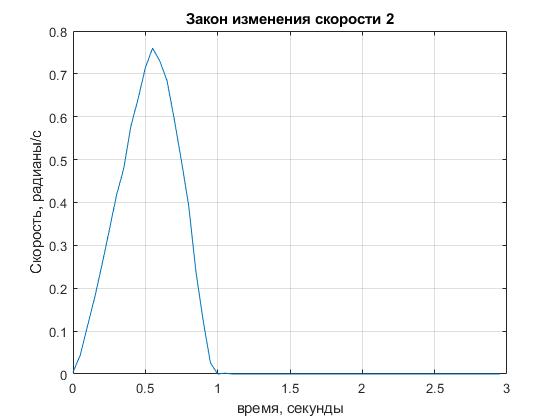 Закон изменения скорости 2
Скорость, радианы/с
0.8
0.7
0.6
0.5
0.4
0.3
0.2
0.1
0
0 0.5 1 1.5 2 2.5 3
время, секунды